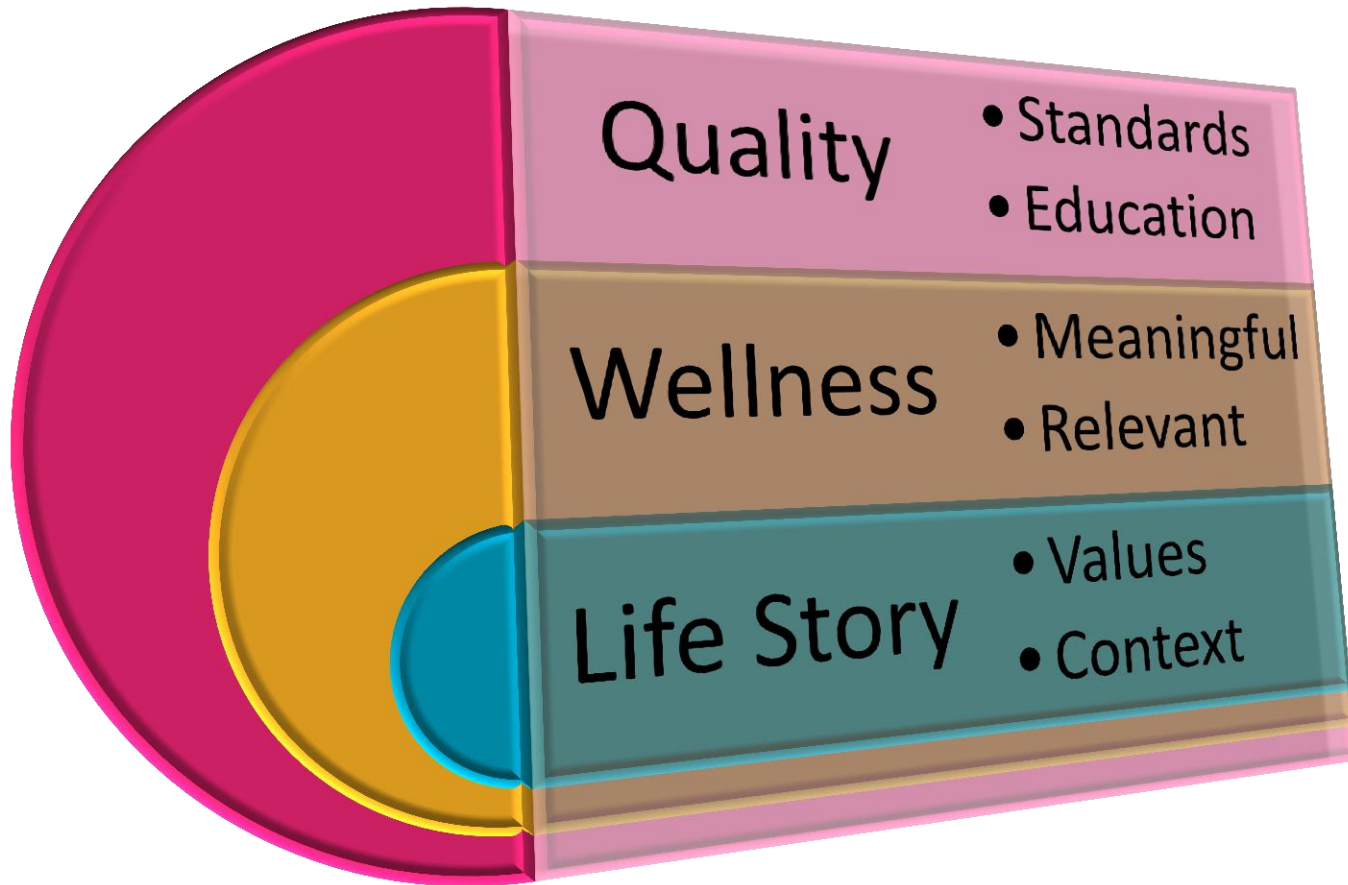 Quality
• Standards
• Education
Wellness
• Meaningful
• Relevant
Life Story
• Values
• Context